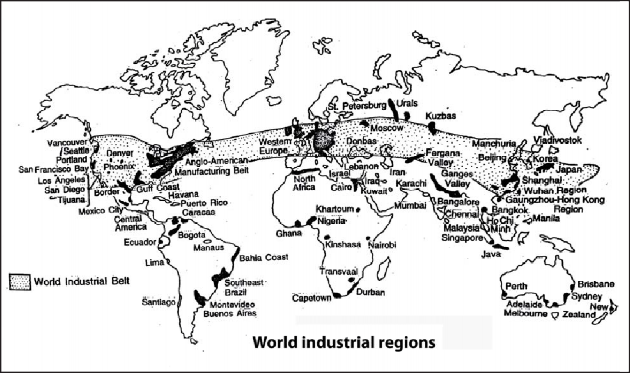 St. Petersburg
Urals
Kuzbas
Moscow
Vancouver
Seattle
Portland
San Francisco Bay
Los Angeles
San Diego
Tijuana
Denver
Phoenix
Border
Mexico City
Central
America
Ecuador
Lima
Santiago
Anglo-American
Manufacturing Belt
Gulf Coast
Havana
Puerto Rico
Caracas
Bogota
Manaus
Bahia Coast
Southeast
Brazil
Montevideo
Buenos Aires
Western
Europe
Donbas
North
Africa
Lebanon
Israel
Cairo
Iraq
Kuwait
Iran
Fergana
Valley
Khartoum
Nigeria
Ghana
Kinshasa
Nairobi
Transvaal
Capetown
Durban
Karachi
Mumbai
Ganges
Valley
Bangalore
Chennai
Malaysia
Singapore
Manchuria
Vladivostok
Beijing
Korea
Japan
Shanghai
Wuhan Region
Gaungzhou-Hong Kong
Region
Bangkok
Manila
Ho Chi
Minh
Java
Perth
Adelaide
Melbourne
Brisbane
Sydney
New
Zealand
World Industrial Belt
World industrial regions